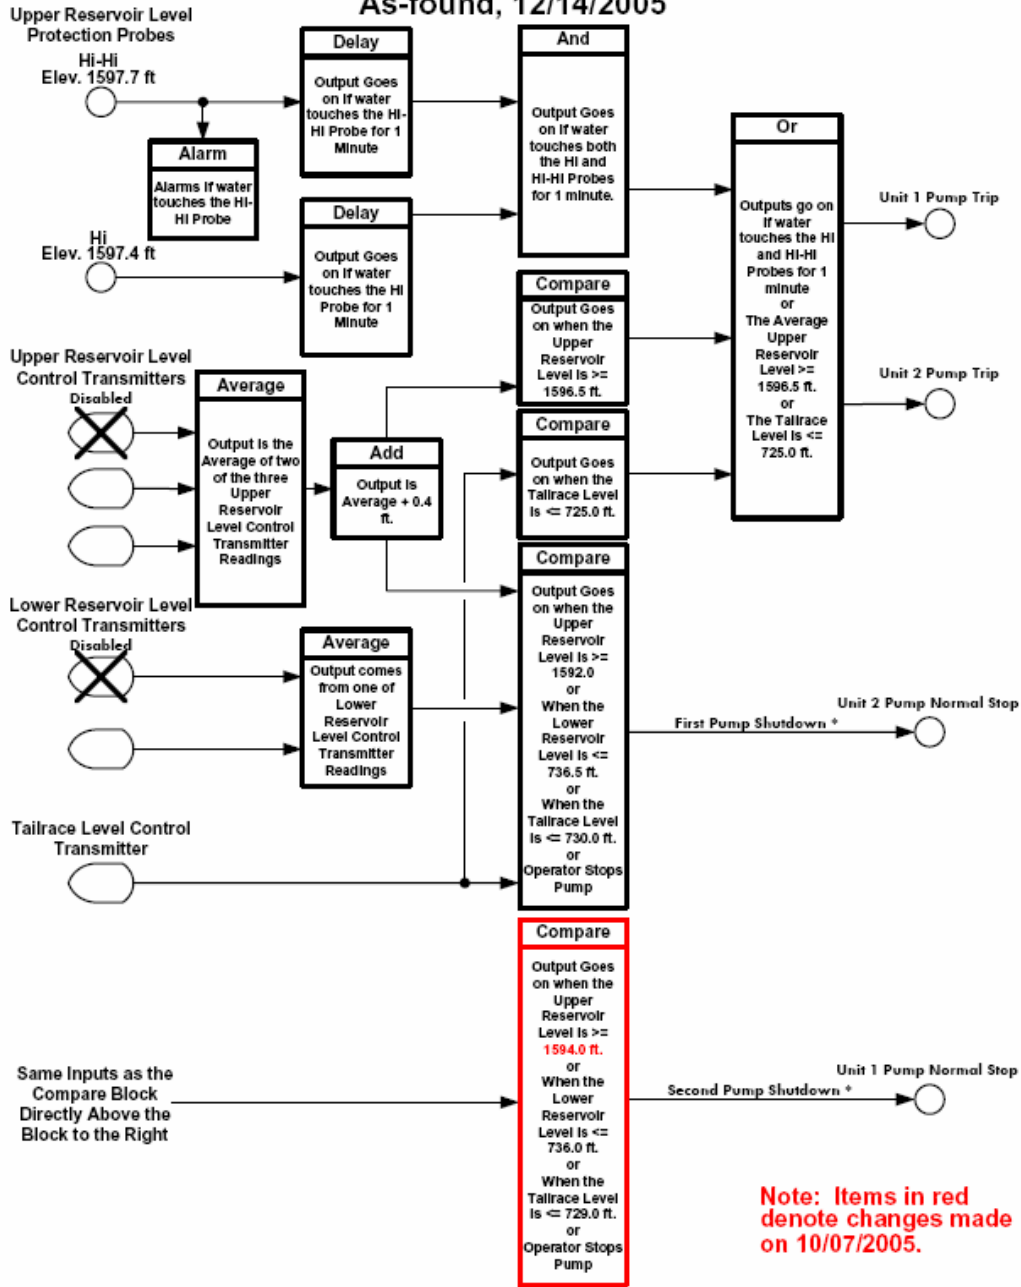 As-found, 12/14/2005
Upper Reservoir Level
Protection Probes
Hi-Hi
Elev. 1597.7 ft
Delay
Output Goes
on if water
touches the HI-
HI Probe for 1
Minute
And
Output Goes
on if water
touches both
the HI and
HI-HI Probes
for 1 minute.
Alarm
Alarms if water
touches the HI-
HI Probe
Hi
Elev. 1597.4 ft
Delay
Output Goes
on if water
touches the HI
Probe for 1
Minute
Or
Outputs go on
if water
touches the HI
and HI-HI
Probes for 1
minute
or
The Average
Upper
Reservoir
Level >=
1596.5 ft.
or
The Tailrace
Level is <=
725.0 ft.
Unit 1 Pump Trip
Unit 2 Pump Trip
Compare
Output Goes
on when the
Upper
Reservoir
Level is >=
1596.5 ft.
Upper Reservoir Level
Control Transmitters
Disabled
Average
Output is the
Average of two
of the three
Upper
Reservoir
Level Control
Transmitter
Readings
Add
Output is
Average + 0.4
ft.
Compare
Output Goes
on when the
Tailrace Level
is <= 725.0 ft.
Lower Reservoir Level
Control Transmitters
Disabled
Average
Output comes
from one of
Lower
Reservoir
Level Control
Transmitter
Readings
Compare
Output Goes
on when the
Upper
Reservoir
Level is >=
1592.0
or
When the
Lower
Reservoir
Level is <=
736.5 ft.
or
When the
Tailrace Level
is <= 730.0 ft.
or
Operator Stops
Pump
First Pump Shutdown *
Unit 2 Pump Normal Stop
Tailrace Level Control
Transmitter
Same Inputs as the
Compare Block
Directly Above the
Block to the Right
Compare
Output Goes
on when the
Upper
Reservoir
Level is >=
1594.0 ft.
or
When the
Lower
Reservoir
Level is <=
736.0 ft.
or
When the
Tailrace Level
is <= 729.0 ft.
or
Operator Stops
Pump
Second Pump Shutdown *
Unit 1 Pump Normal Stop
Note: Items in red
denote changes made
on 10/07/2005.